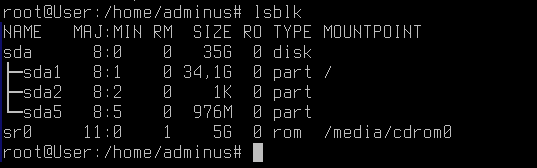 root@User:/home/adminus# lsblk
NAME   MAJ:MIN RM  SIZE RO TYPE MOUNTPOINT
sda      8:0    0   35G  0 disk
├─sda1   8:1    0 34,1G  0 part /
├─sda2   8:2    0    1K  0 part
└─sda5   8:5    0  976M  0 part
sr0     11:0    1    5G  0 rom  /media/cdrom0
root@User:/home/adminus#